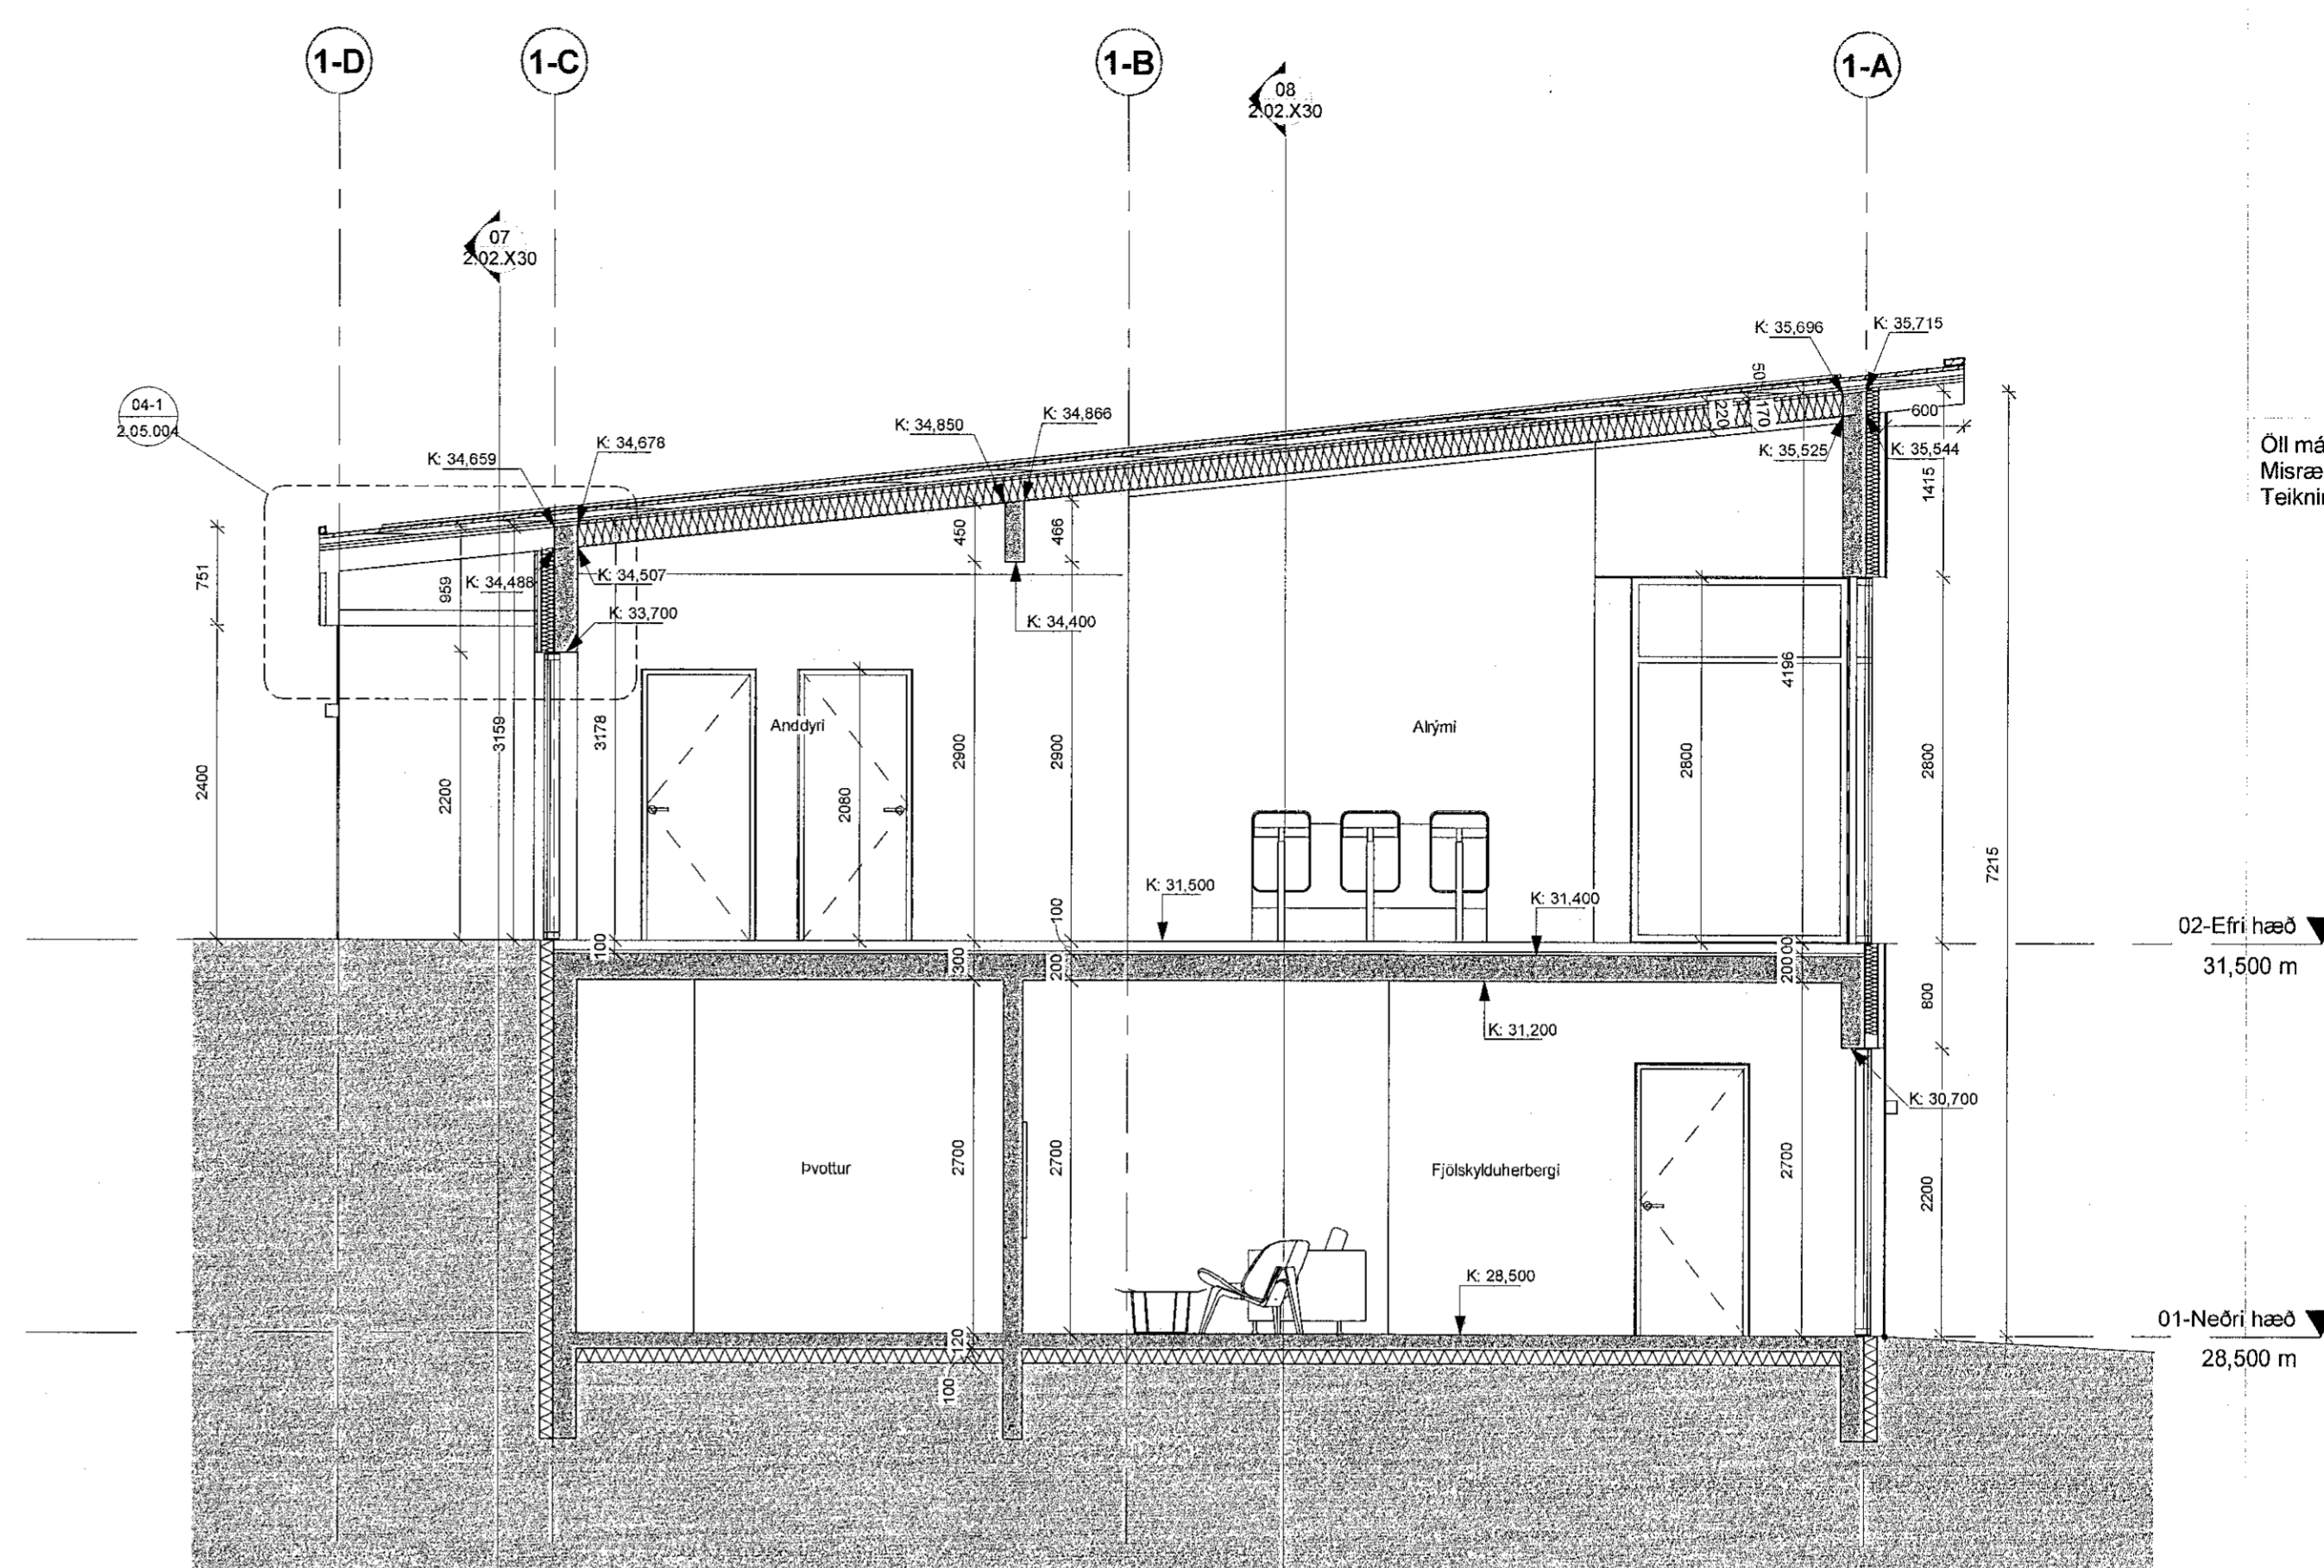 1-D
1-C
1-B
1-A
08
2.02.X30
07
2.02.X30
K: 35,696
K: 35,715
04-1
2.05.004
K: 34,850
K: 34,866
50
170
220
600
K: 34,678
K: 34,659
K: 35,525
K: 35,544
Öll má
Misræ
Teiknin
1415
450
466
751
959
K: 34,488
K: 34,507
K: 33,700
K: 34,400
4196
Anddyri
Alrými
3159
3178
2900
2900
2800
2800
2400
2200
2080
7215
K: 31,500
K: 31,400
100
02-Efri hæð
31,500 m
100
300
200
200
800
K: 31,200
K: 30,700
Þvottur
2700
2700
Fjölskylduherbergi
2700
2200
K: 28,500
01-Neðri hæð
28,500 m
120
100